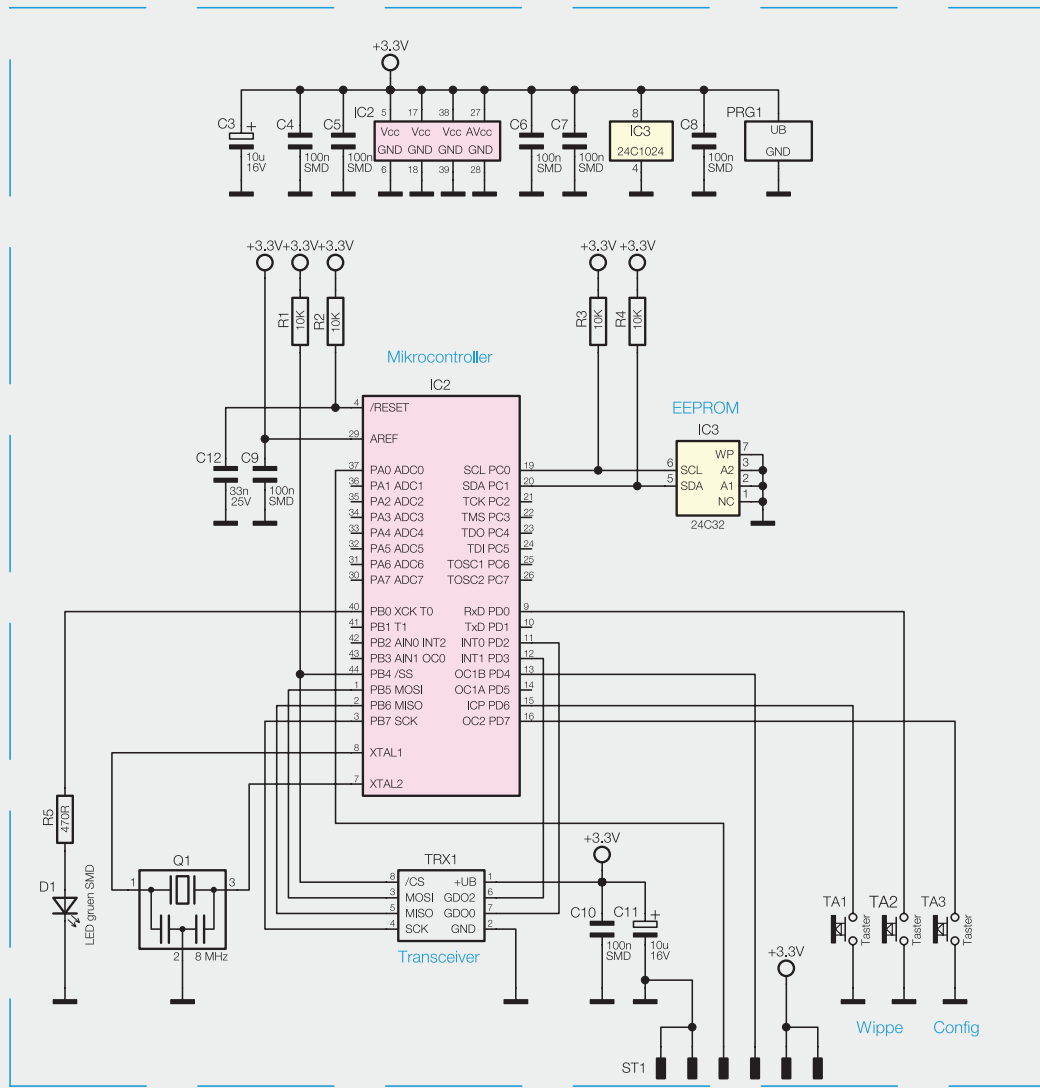 +3.3V
C3 + 10u 16V
C4 100n SMD
C5 100n SMD
IC2
5 17 38 27
Vcc Vcc Vcc AVcc
GND GND GND GND
6 18 39 28
C6 100n SMD
C7 100n SMD
8
IC3
24C1024
4
C8 100n SMD
PRG1
UB
GND
+3.3V +3.3V +3.3V
R1 10K
R2 10K
+3.3V +3.3V
R3 10K
R4 10K
Mikrocontroller
IC2
4 /RESET
29 AREF
37 PA0 ADC0
36 PA1 ADC1
35 PA2 ADC2
34 PA3 ADC3
33 PA4 ADC4
32 PA5 ADC5
31 PA6 ADC6
30 PA7 ADC7
40 PB0 XCK T0
41 PB1 T1
42 PB2 AIN0 INT2
43 PB3 AIN1 OC0
44 PB4 /SS
1 PB5 MOSI
2 PB6 MISO
3 PB7 SCK
8 XTAL1
7 XTAL2
SCL PC0 19
SDA PC1 20
TCK PC2 21
TMS PC3 22
TDO PC4 23
TDI PC5 24
TOSC1 PC6 25
TOSC2 PC7 26
RxD PD0 9
TxD PD1 10
INT0 PD2 11
INT1 PD3 12
OC1B PD4 13
OC1A PD5 14
ICP PD6 15
OC2 PD7 16
C12 33n 25V
C9 100n SMD
EEPROM
IC3
WP 7
6 SCL A2 3
5 SDA A1 2
NC 1
24C32
R5 470R
D1
LED gruen SMD
Q1
1 3
2 8 MHz
TRX1
8 /CS +UB 1
3 MOSI GDO2 6
5 MISO GDO0 7
4 SCK GND 2
Transceiver
+3.3V
C10 100n SMD
C11 + 10u 16V
+3.3V
ST1
TA1 Taster
TA2 Taster
TA3 Taster
Wippe
Config